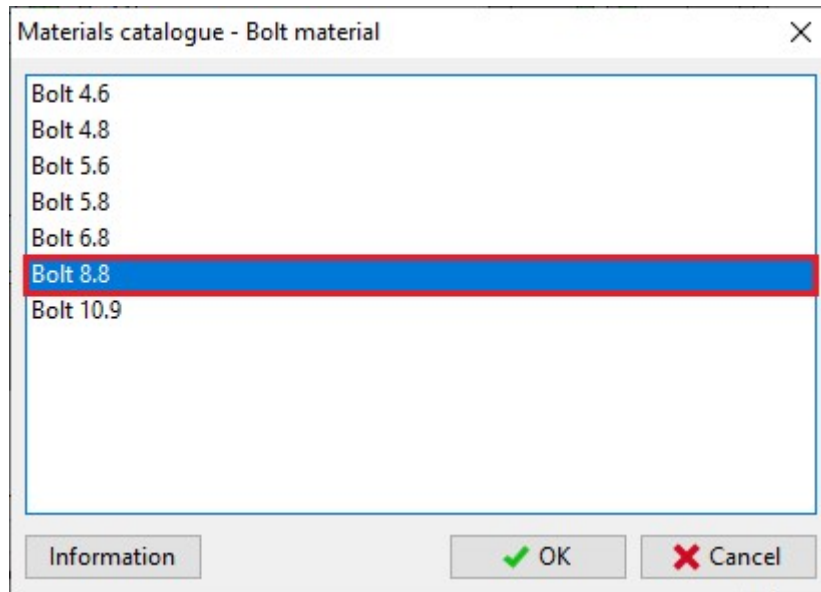 Materials catalogue - Bolt material
Bolt 4.6
Bolt 4.8
Bolt 5.6
Bolt 5.8
Bolt 6.8
Bolt 8.8
Bolt 10.9
Information OK Cancel